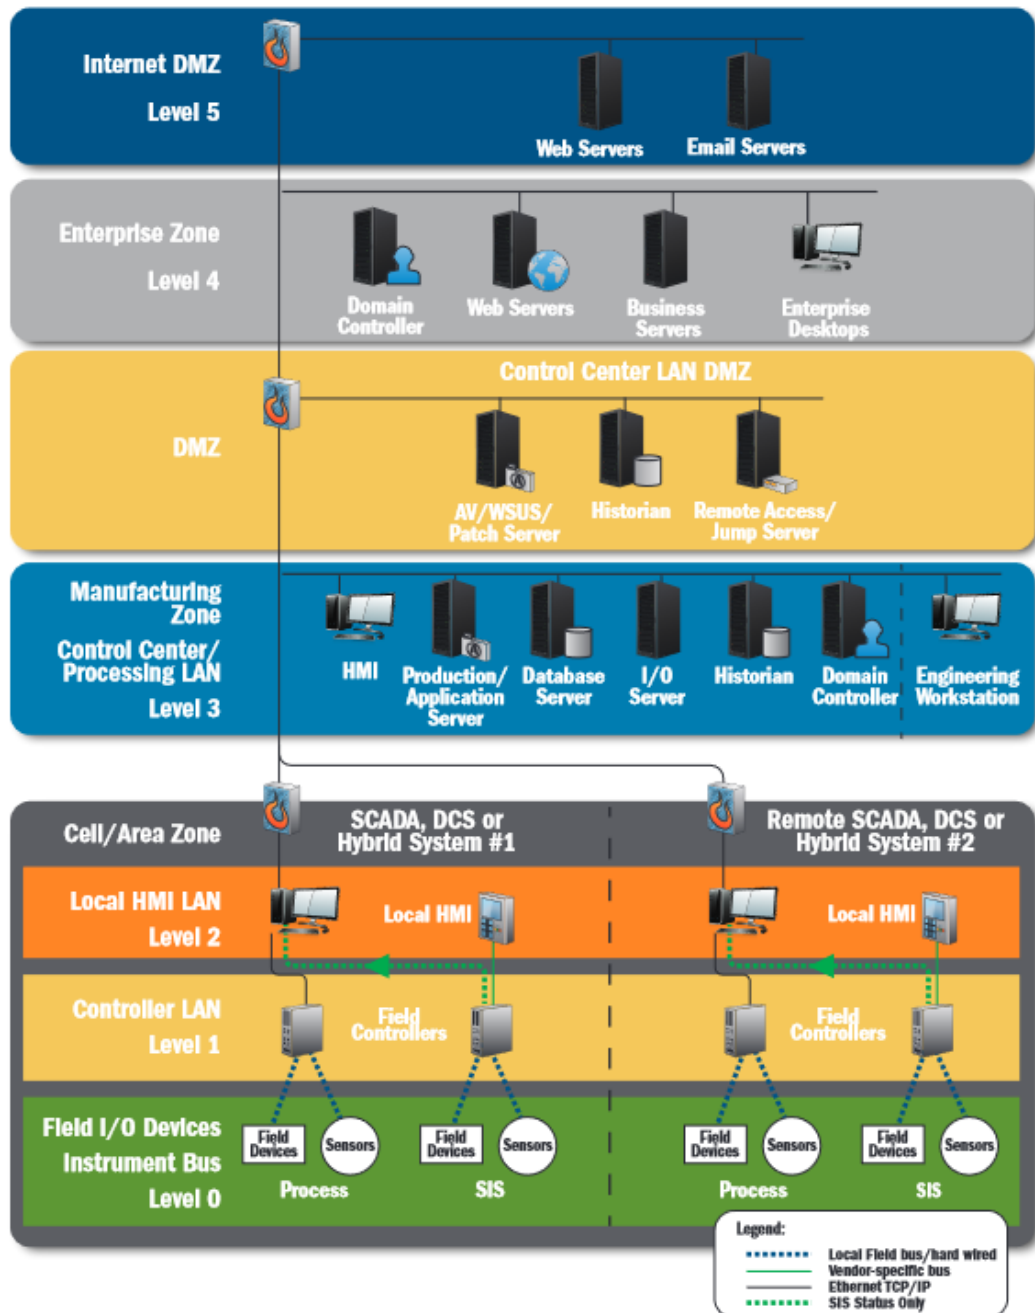 Internet DMZ
Level 5
Web Servers
Email Servers
Enterprise Zone
Level 4
Domain
Controller
Web Servers
Business
Servers
Enterprise
Desktops
Control Center LAN DMZ
DMZ
AV/WSUS/
Patch Server
Historian
Remote Access/
Jump Server
Manufacturing
Zone
Control Center/
Processing LAN
Level 3
HMI
Production/
Application
Server
Database
Server
I/O
Server
Historian
Domain
Controller
Engineering
Workstation
Cell/Area Zone
SCADA, DCS or
Hybrid System #1
Remote SCADA, DCS or
Hybrid System #2
Local HMI LAN
Level 2
Local HMI
Local HMI
Controller LAN
Level 1
Field
Controllers
Field
Controllers
Field I/O Devices
Instrument Bus
Level 0
Field
Devices
Sensors
Process
Field
Devices
Sensors
SIS
Field
Devices
Sensors
Process
Field
Devices
Sensors
SIS
Legend:
Local Field bus/hard wired
Vendor-specific bus
Ethernet TCP/IP
SIS Status Only